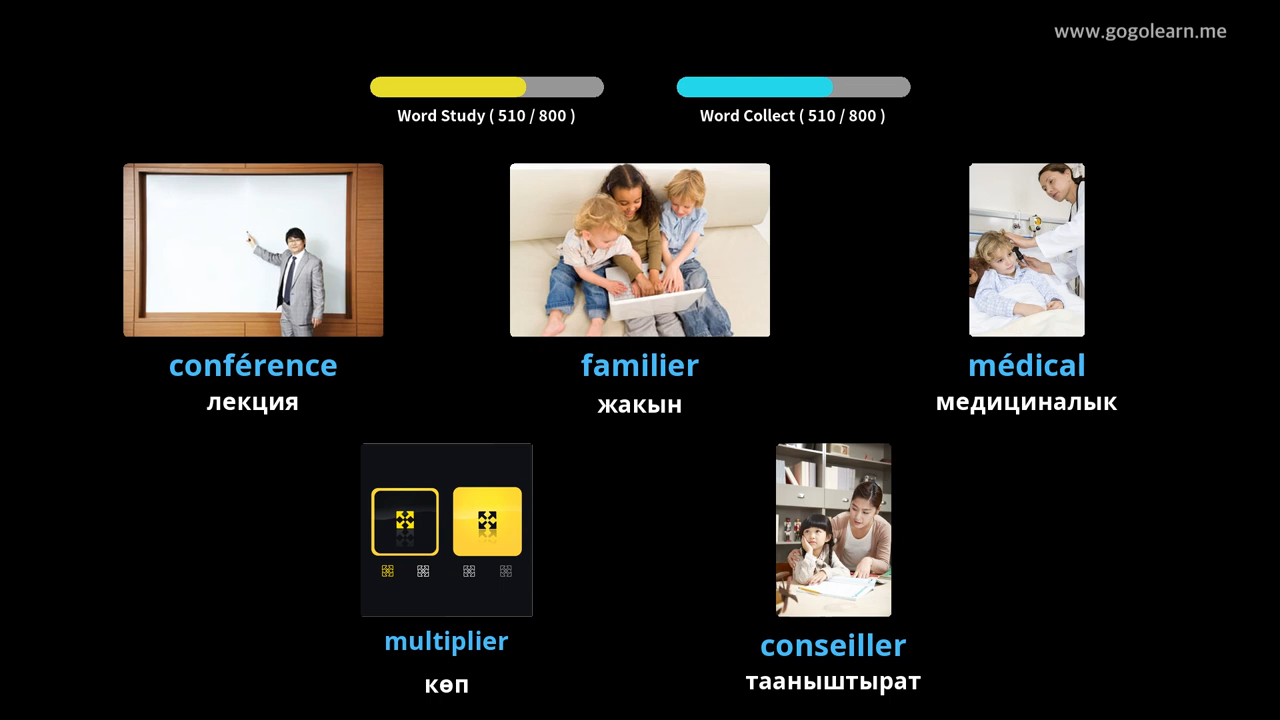 www.gogolearn.me
Word Study ( 510 / 800 )
Word Collect ( 510 / 800 )
conférence
лекция
familier
жакын
médical
медициналык
multiplier
көп
conseiller
тааныштырат